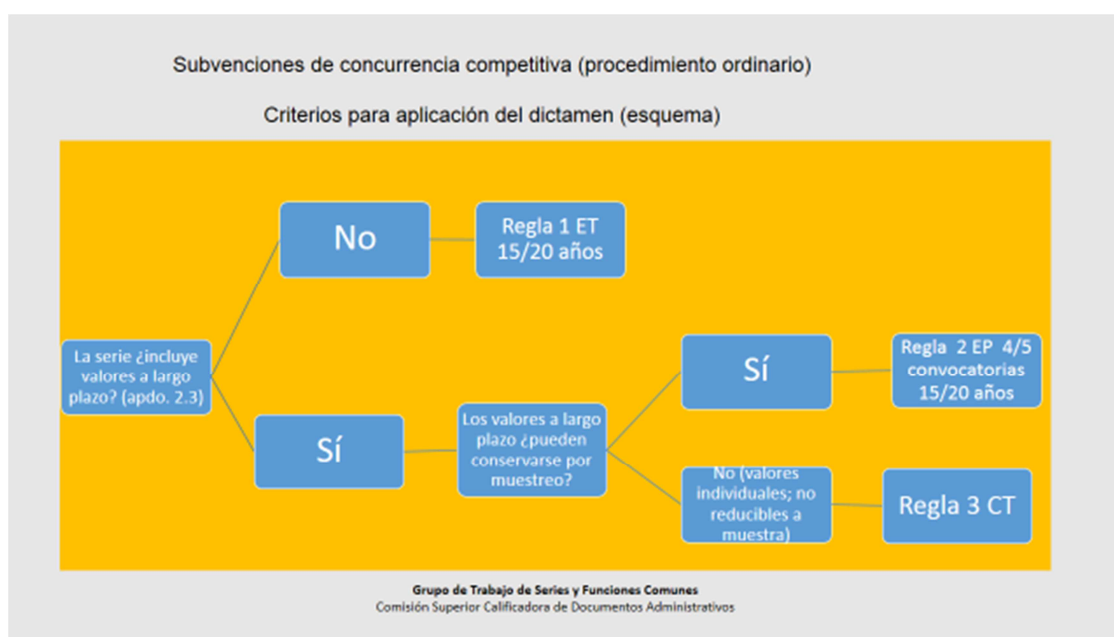 Subvenciones de concurrencia competitiva (procedimiento ordinario)
Criterios para aplicación del dictamen (esquema)
No
Regla 1 ET
15/20 años
La serie ¿incluye
valores a largo
plazo? (apdo. 2.3)
Sí
Los valores a largo
plazo ¿pueden
conservarse por
muestreo?
Sí
Regla 2 EP 4/5
convocatorias
15/20 años
No (valores
individuales; no
reducibles a
muestra)
Regla 3 CT
Grupo de Trabajo de Series y Funciones Comunes
Comisión Superior Calificadora de Documentos Administrativos